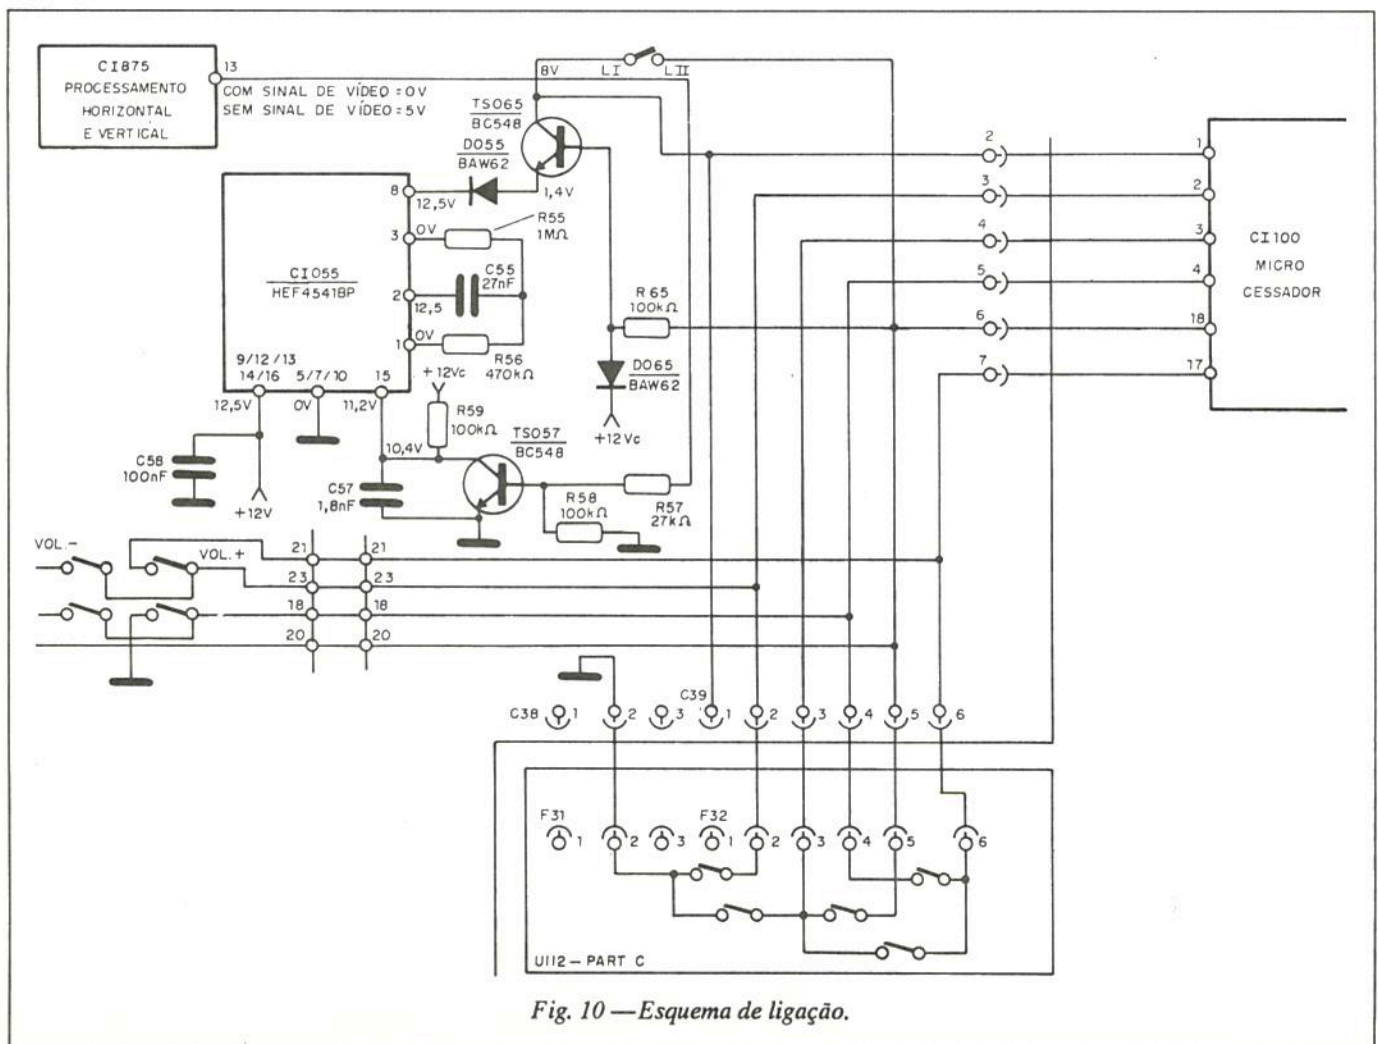 CI875
PROCESSAMENTO
HORIZONTAL
E VERTICAL
13
COM SINAL DE VÍDEO = 0V
SEM SINAL DE VÍDEO = 5V
8V
LI
LII
TS065
BC548
D055
BAW62
1,4V
8
12,5V
R55
1MΩ
3
0V
C55
27nF
CI055
HEF4541BP
2
12,5
1
0V
R56
470kΩ
9/12/13
14/16
5/7/10
15
12,5V
0V
11,2V
+12Vc
R59
100kΩ
R65
100kΩ
D065
BAW62
+12Vc
TS057
BC548
10,4V
C58
100nF
+12V
C57
1,8nF
R58
100kΩ
R57
27kΩ
2
1
3
2
4
3
5
4
6
18
7
17
CI100
MICRO
CESSADOR
VOL.-
VOL.+
21
21
23
23
18
18
20
20
C38
1
2
3
C39
1
2
3
4
5
6
F31
1
2
3
F32
1
2
3
4
5
6
U112 – PART C
Fig. 10 — Esquema de ligação.